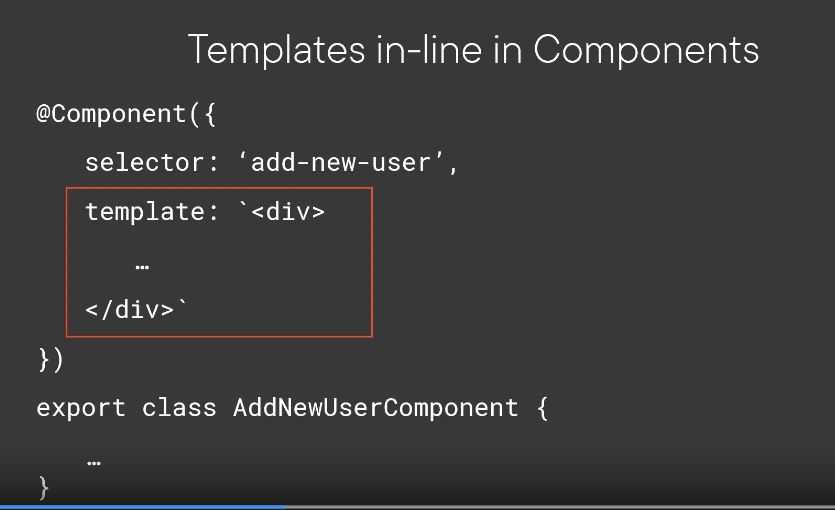 Templates in-line in Components
@Component({
selector: ‘add-new-user’,
template: `<div>
…
</div>`
})
export class AddNewUserComponent {
…
}